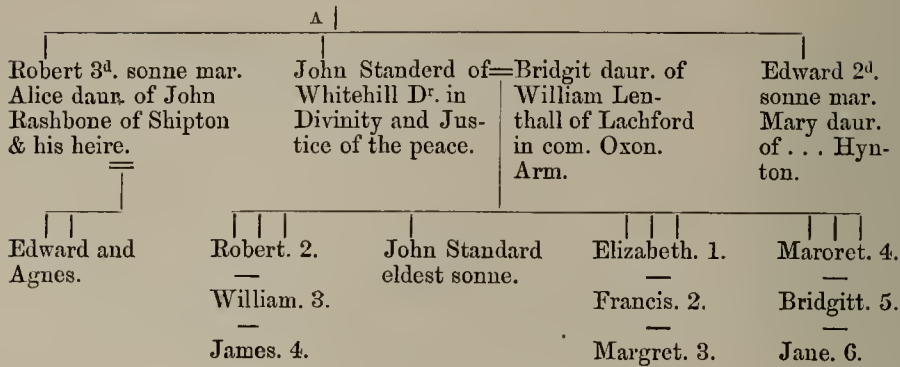 A
Robert 3d. sonne mar.
Alice daur. of John
Rashbone of Shipton
& his heire.
John Standerd of
Whitehill Dr. in
Divinity and Jus-
tice of the peace.
Bridgit daur. of
William Len-
thall of Lachford
in com. Oxon.
Arm.
Edward 2d.
sonne mar.
Mary daur.
of . . . Hyn-
ton.
Edward and
Agnes.
Robert. 2.
William. 3.
James. 4.
John Standard
eldest sonne.
Elizabeth. 1.
Francis. 2.
Margret. 3.
Maroret. 4.
Bridgitt. 5.
Jane. 6.